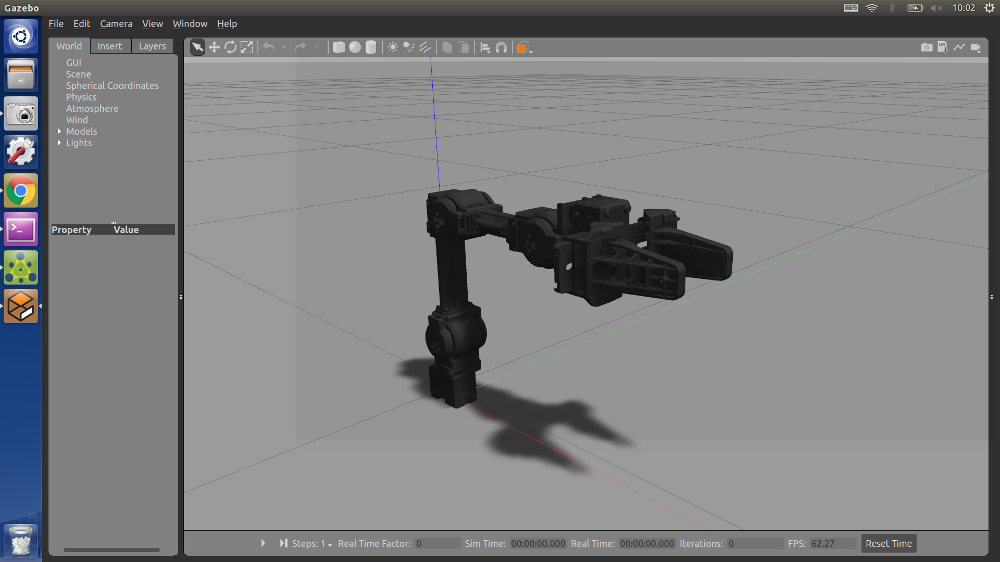 Gazebo
10:02
File Edit Camera View Window Help
World Insert Layers
LOG
GUI
Scene
Spherical Coordinates
Physics
Atmosphere
Wind
Models
Lights
Property Value
Steps: 1 Real Time Factor: 0 Sim Time: 00:00:00.000 Real Time: 00:00:00.000 Iterations: 0 FPS: 62.27 Reset Time